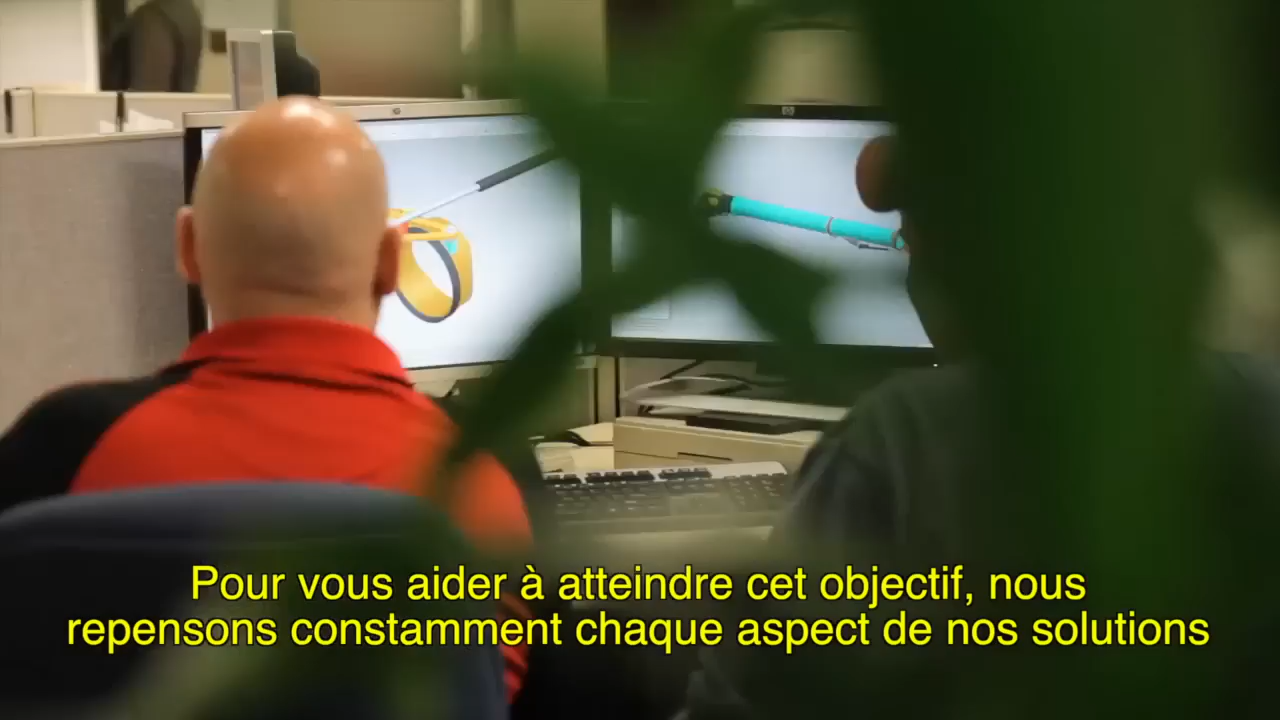 Pour vous aider à atteindre cet objectif, nous
repensons constamment chaque aspect de nos solutions